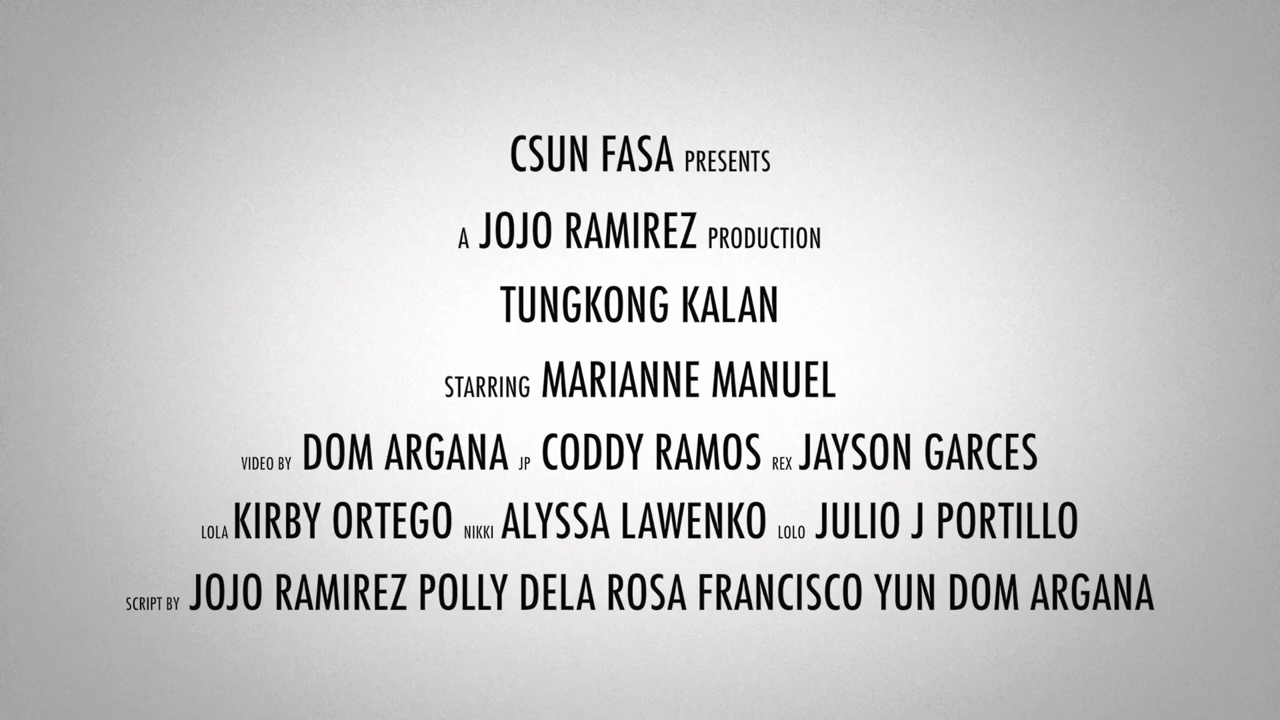 CSUN FASA PRESENTS
A JOJO RAMIREZ PRODUCTION
TUNGKONG KALAN
STARRING MARIANNE MANUEL
VIDEO BY DOM ARGANA JP CODDY RAMOS REX JAYSON GARCES
LOLA KIRBY ORTEGO NIKKI ALYSSA LAWENKO LOLO JULIO J PORTILLO
SCRIPT BY JOJO RAMIREZ POLLY DELA ROSA FRANCISCO YUN DOM ARGANA